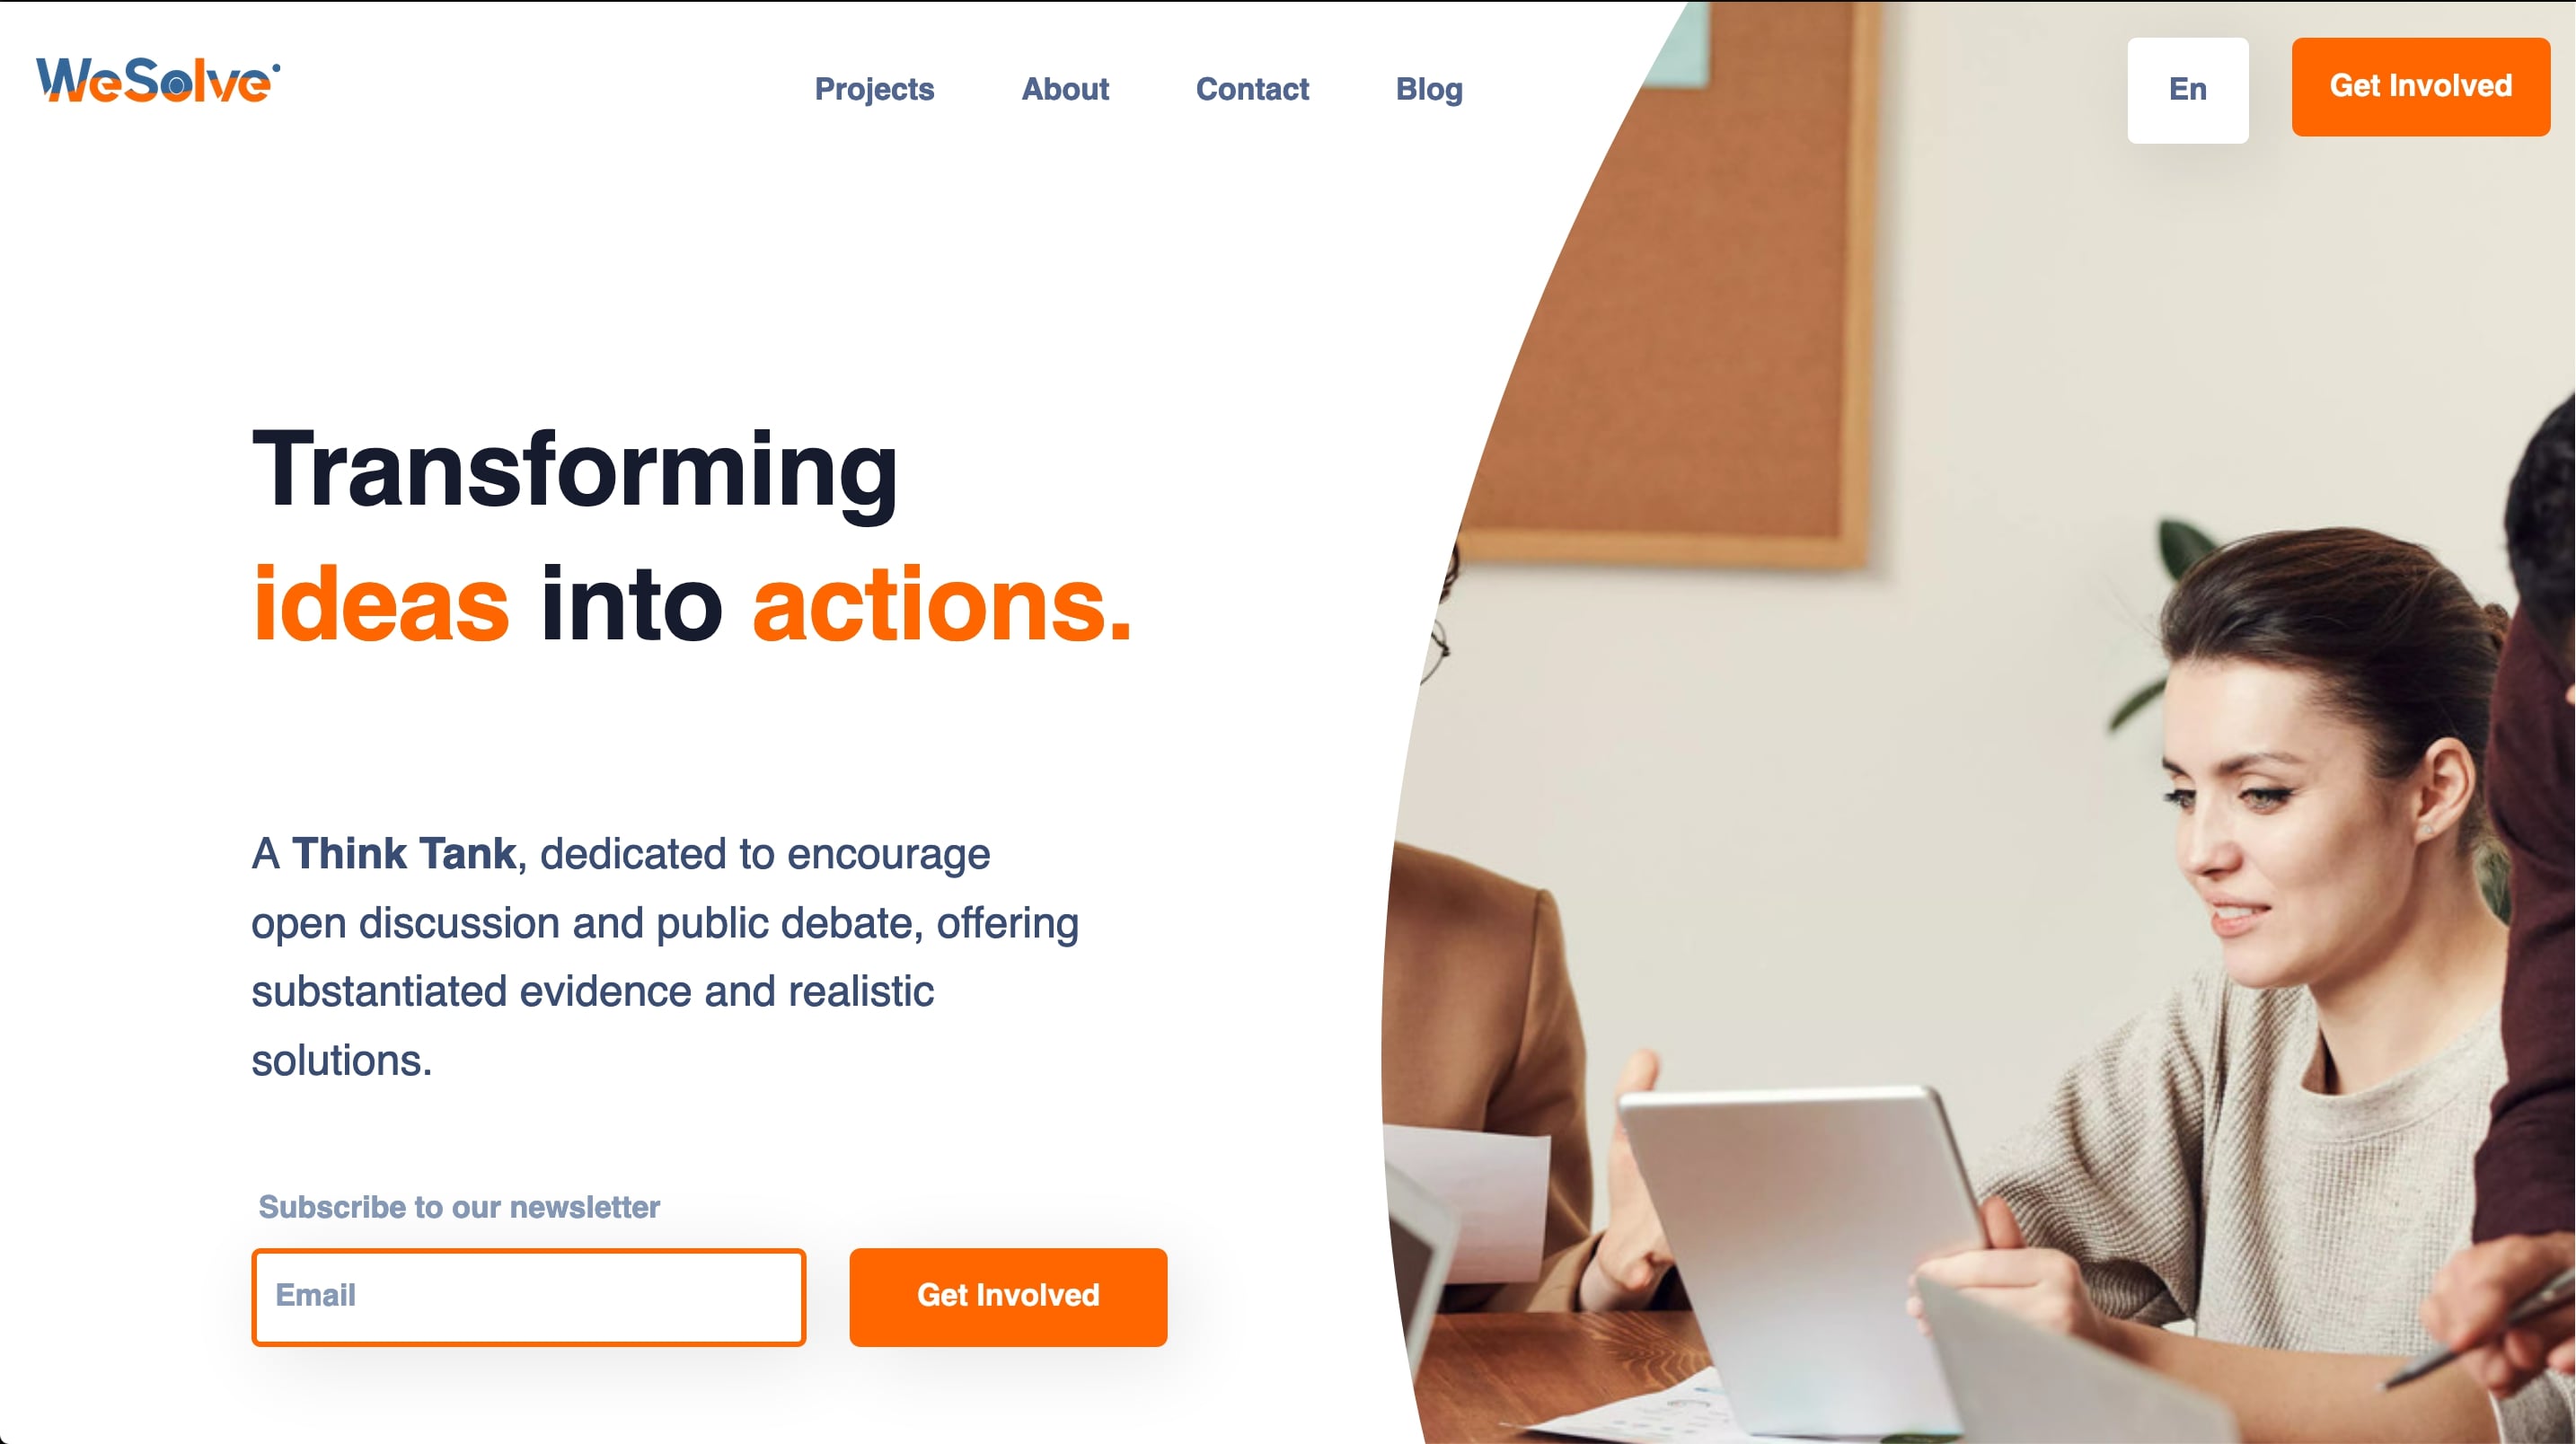 WeSolve
Projects About Contact Blog
En
Get Involved
Transforming
ideas into actions.
A Think Tank, dedicated to encourage
open discussion and public debate, offering
substantiated evidence and realistic
solutions.
Subscribe to our newsletter
Email
Get Involved